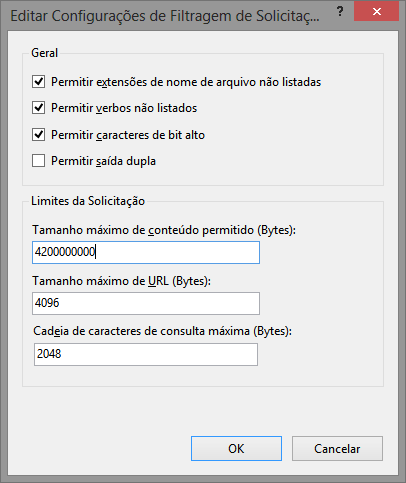 Editar Configurações de Filtragem de Solicitaç...
?
Geral
Permitir extensões de nome de arquivo não listadas
Permitir verbos não listados
Permitir caracteres de bit alto
Permitir saída dupla
Limites da Solicitação
Tamanho máximo de conteúdo permitido (Bytes):
4200000000
Tamanho máximo de URL (Bytes):
4096
Cadeia de caracteres de consulta máxima (Bytes):
2048
OK
Cancelar